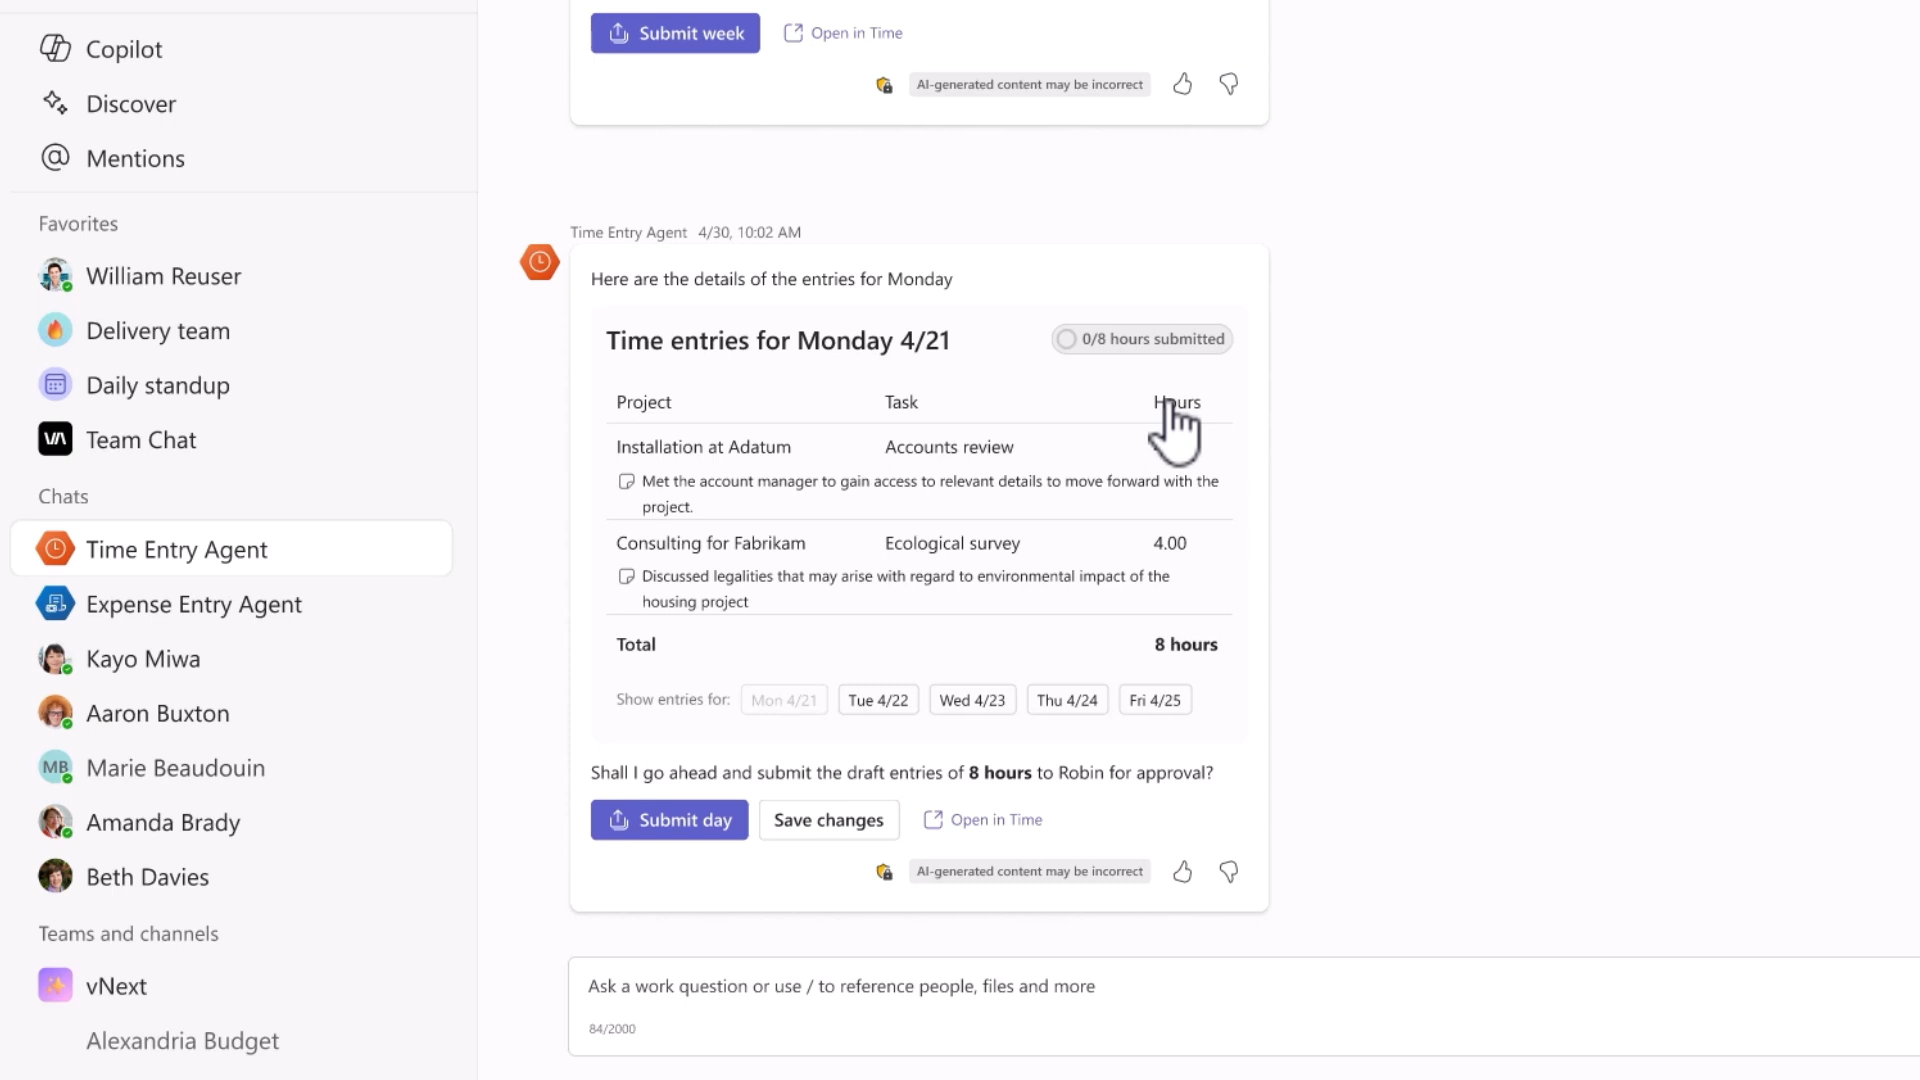 Copilot
Discover
Mentions
Favorites
William Reuser
Delivery team
Daily standup
Team Chat
Chats
Time Entry Agent
Expense Entry Agent
Kayo Miwa
Aaron Buxton
MB Marie Beaudouin
Amanda Brady
Beth Davies
Teams and channels
vNext
Alexandria Budget
Submit week Open in Time
AI-generated content may be incorrect
Time Entry Agent 4/30, 10:02 AM
Here are the details of the entries for Monday
Time entries for Monday 4/21 0/8 hours submitted
Project Task Hours
Installation at Adatum Accounts review
Met the account manager to gain access to relevant details to move forward with the
project.
Consulting for Fabrikam Ecological survey 4.00
Discussed legalities that may arise with regard to environmental impact of the
housing project
Total 8 hours
Show entries for: Mon 4/21 Tue 4/22 Wed 4/23 Thu 4/24 Fri 4/25
Shall I go ahead and submit the draft entries of 8 hours to Robin for approval?
Submit day Save changes Open in Time
AI-generated content may be incorrect
Ask a work question or use / to reference people, files and more
84/2000